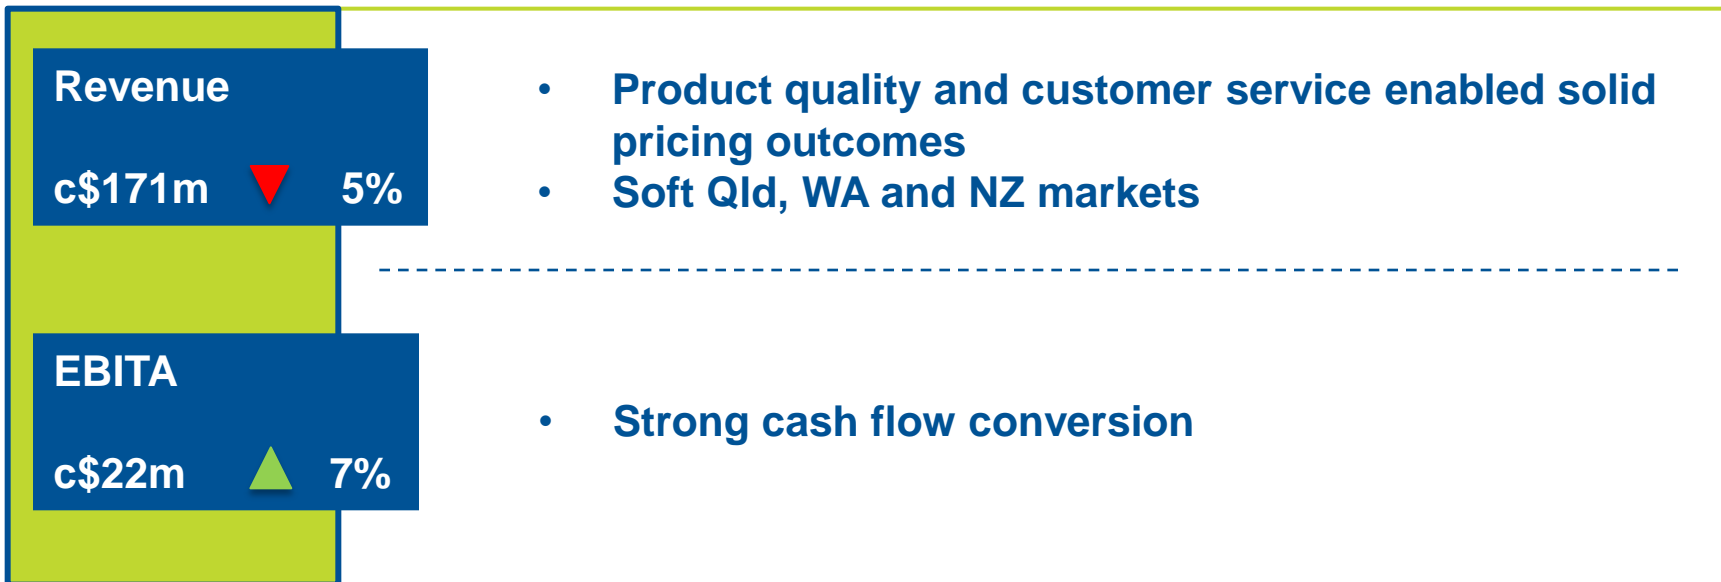 Revenue
c$171m ▼ 5%
• Product quality and customer service enabled solid
pricing outcomes
• Soft Qld, WA and NZ markets
EBITA
c$22m ▲ 7%
• Strong cash flow conversion